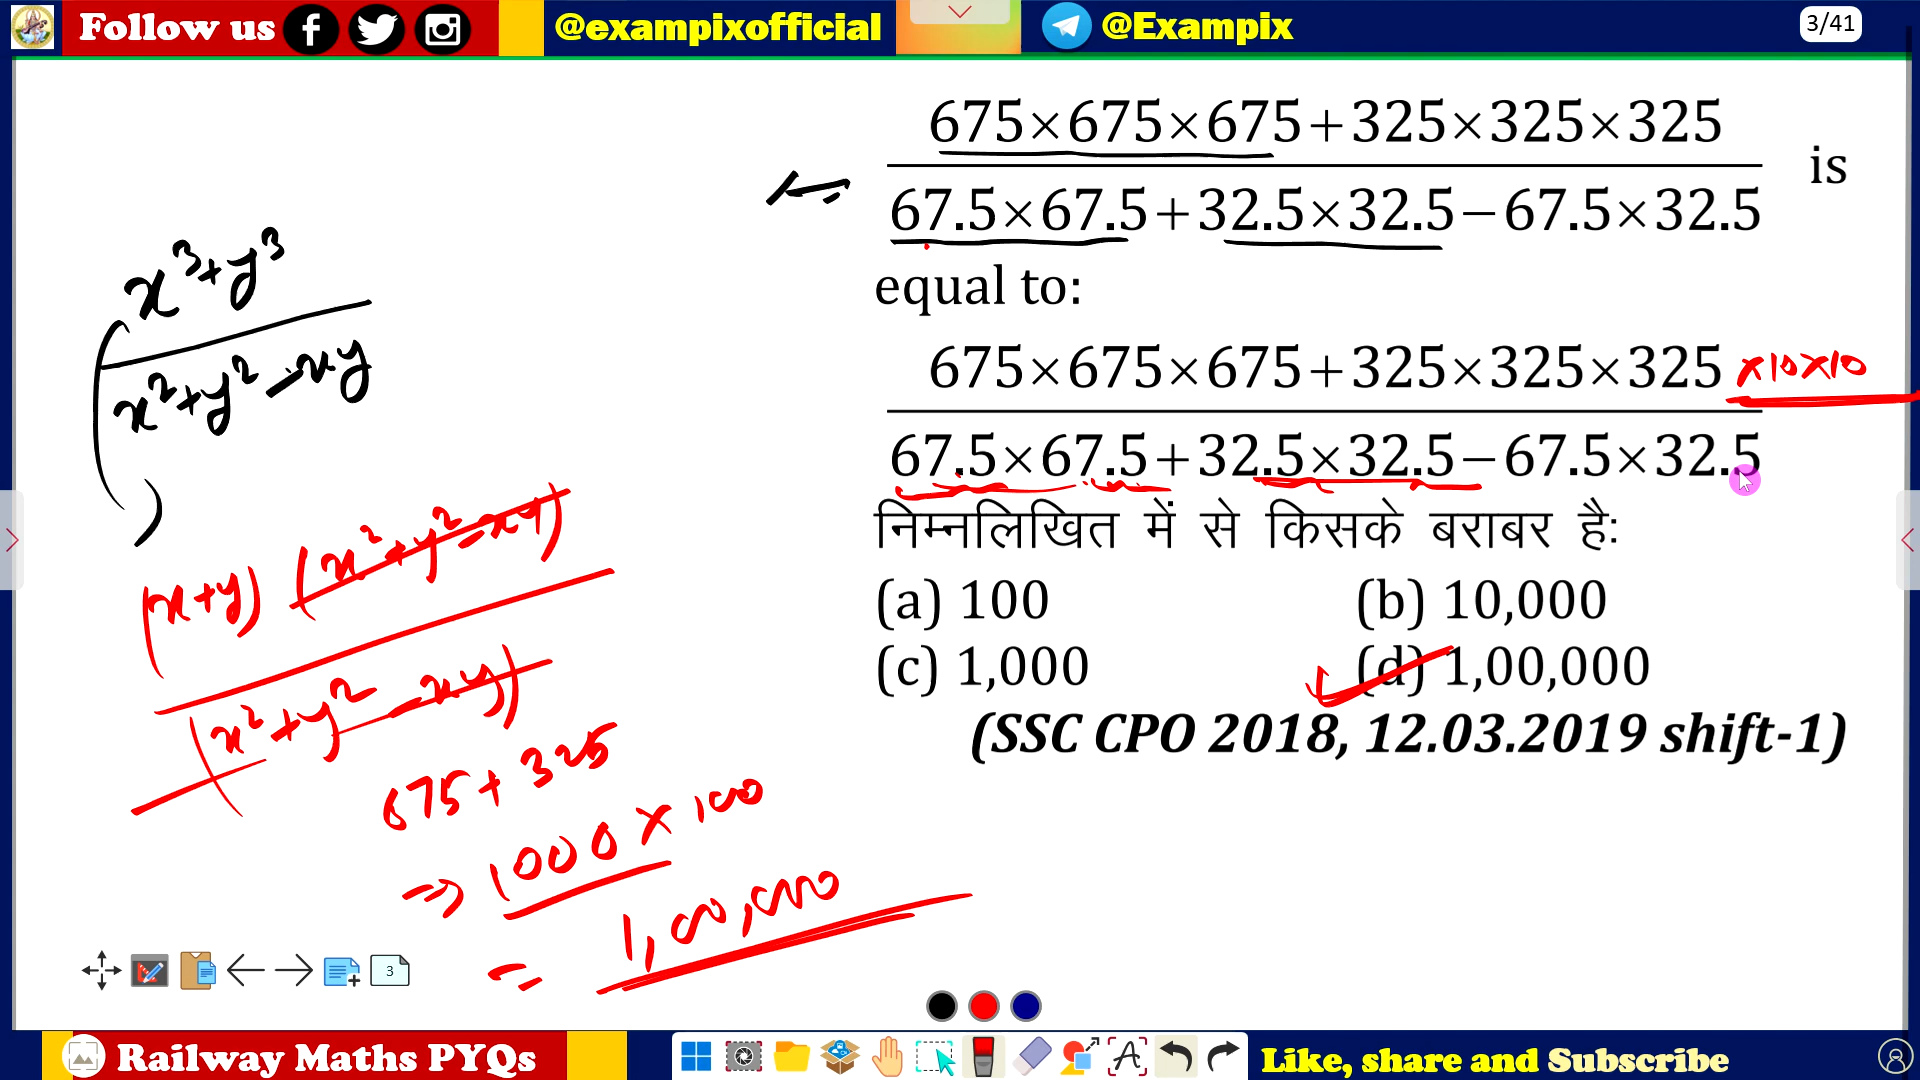 Follow us
@exampixofficial
@Exampix
3/41
675×675×675+325×325×325
67.5×67.5+32.5×32.5−67.5×32.5
is
equal to:
675×675×675+325×325×325 ×10×10
67.5×67.5+32.5×32.5−67.5×32.5
निम्नलिखित में से किसके बराबर है:
(a) 100 (b) 10,000
(c) 1,000 (d) 1,00,000
(SSC CPO 2018, 12.03.2019 shift-1)
x³+y³
x²+y²−xy
(x+y) (x²+y²−xy)
(x²+y²−xy)
675+325
⇒ 1000×100
= 1,00,000
3
Railway Maths PYQs
Like, share and Subscribe